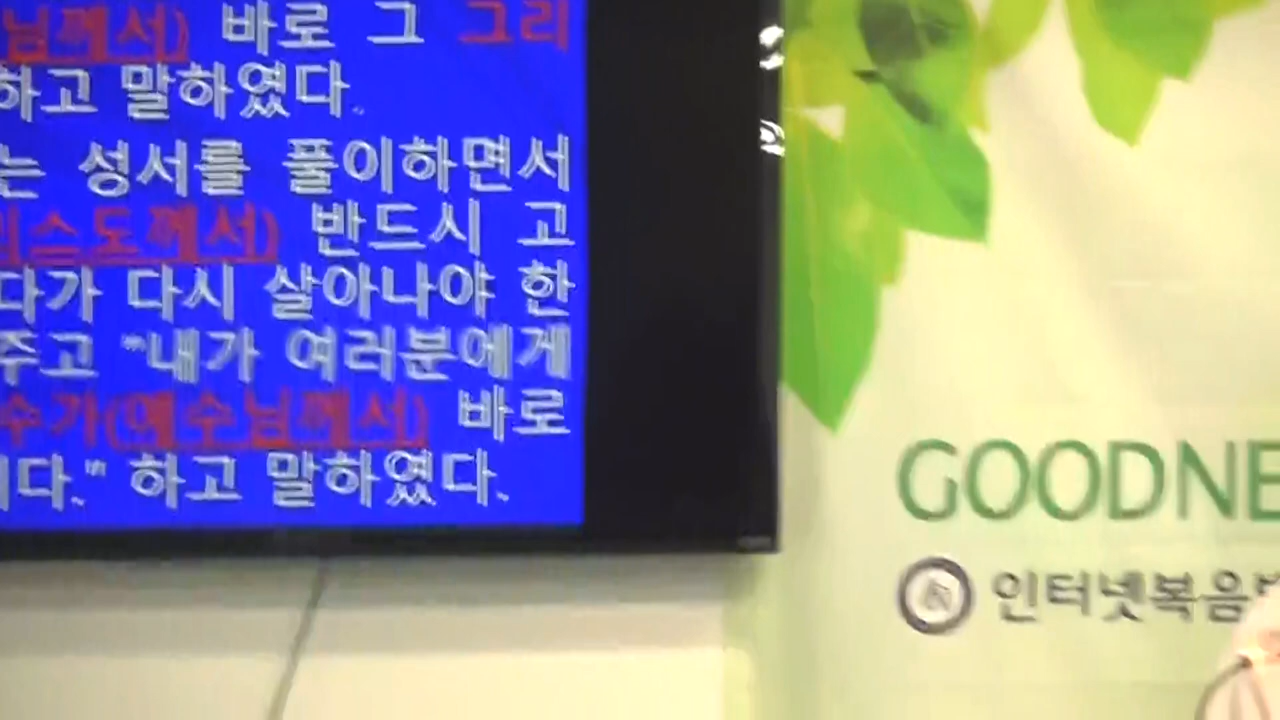 님께서) 바로 그 그리
하고 말하였다.
는 성서를 풀이하면서
리스도께서) 반드시 고
다가 다시 살아나야 한
주고 "내가 여러분에게
수가(예수님께서) 바로
니다." 하고 말하였다.
GOODNE
인터넷복음방